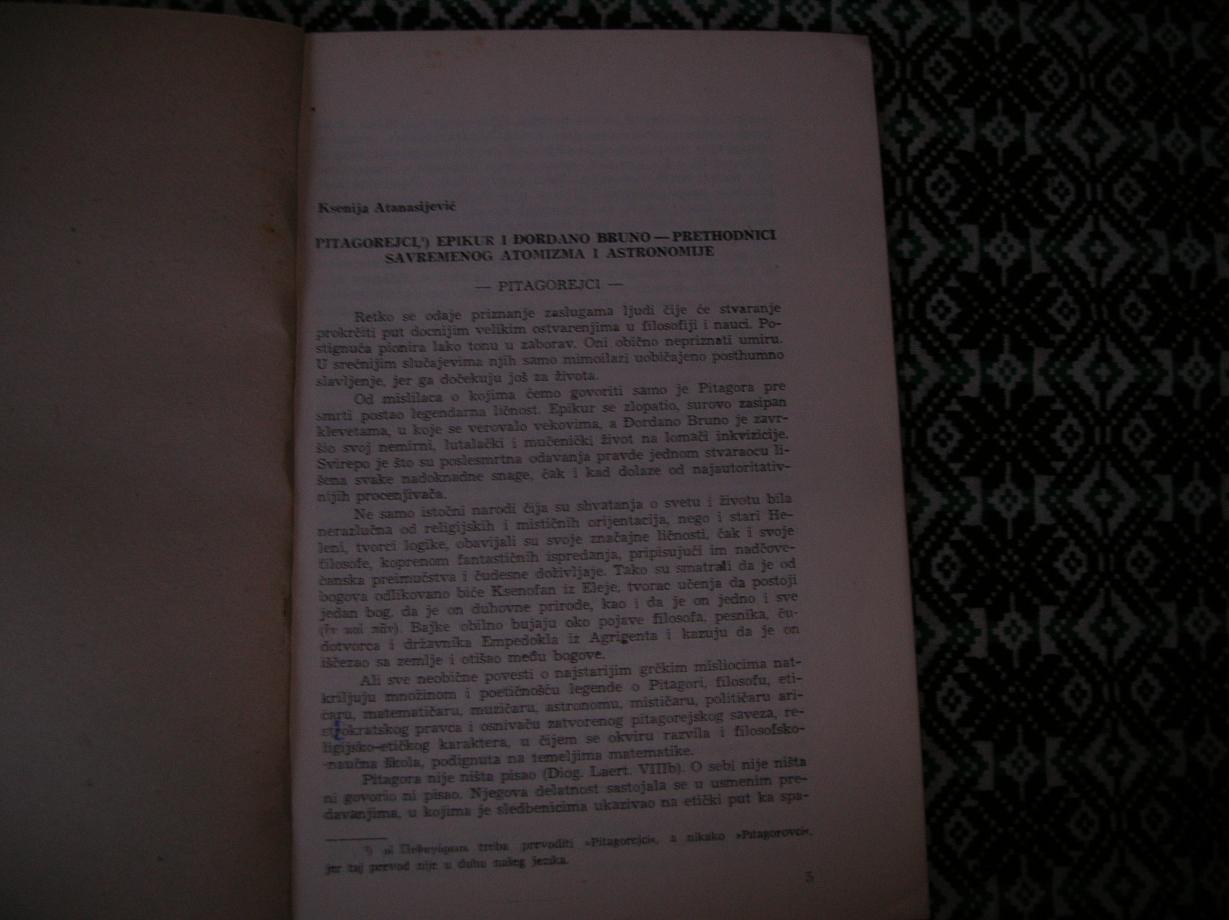 Ksenija Atanasijević
PITAGOREJCI,¹) EPIKUR I ĐORDANO BRUNO — PRETHODNICI
SAVREMENOG ATOMIZMA I ASTRONOMIJE
— PITAGOREJCI —
Retko se odaje priznanje zaslugama ljudi čije će stvaranje
prokrčiti put docnijim velikim ostvarenjima u filosofiji i nauci. Po-
stignuća pionira lako tonu u zaborav. Oni obično nepriznati umiru.
U srećnijim slučajevima njih samo mimoilazi uobičajeno posthumno
slavljenje, jer ga dočekuju još za života.
Od mislilaca o kojima ćemo govoriti samo je Pitagora pre
smrti postao legendarna ličnost. Epikur se zlopatio, surovo zasipan
klevetama, u koje se verovalo vekovima, a Đordano Bruno je zavr-
šio svoj nemirni, lutalački i mučenički život na lomači inkvizicije.
Svirepo je što su poslesmrtna odavanja pravde jednom stvaraocu li-
šena svake nadoknadne snage, čak i kad dolaze od najautoritativ-
nijih procenjivača.
Ne samo istočni narodi čija su shvatanja o svetu i životu bila
nerazlučna od religijskih i mističnih orijentacija, nego i stari He-
leni, tvorci logike, obavijali su svoje značajne ličnosti, čak i svoje
filosofe, koprenom fantastičnih ispredanja, pripisujući im nadčove-
čanska preimućstva i čudesne doživljaje. Tako su smatrali da je od
bogova odlikovano biće Ksenofan iz Eleje, tvorac učenja da postoji
jedan bog, da je on duhovne prirode, kao i da je on jedno i sve
(ἓν καὶ πᾶν). Bajke obilno bujaju oko pojave filosofa, pesnika, ču-
dotvorca i državnika Empedokla iz Agrigenta i kazuju da je on
iščezao sa zemlje i otišao među bogove.
Ali sve neobične povesti o najstarijim grčkim misliocima nat-
kriljuju množinom i poetičnošću legende o Pitagori, filosofu, eti-
čaru, matematičaru, muzičaru, astronomu, mističaru, političaru ari-
stokratskog pravca i osnivaču zatvorenog pitagorejskog saveza, re-
ligijsko-etičkog karaktera, u čijem se okviru razvila i filosofsko-
-naučna škola, podignuta na temeljima matematike.
Pitagora nije ništa pisao (Diog. Laert. VIIIb). O sebi nije ništa
ni govorio ni pisao. Njegova delatnost sastojala se u usmenim pre-
davanjima, u kojima je sledbenicima ukazivao na etički put ka spa-
¹) treba prevoditi »Pitagorejci«, a nikako »Pitagorovci«,
jer taj prevod nije u duhu našeg jezika.
5